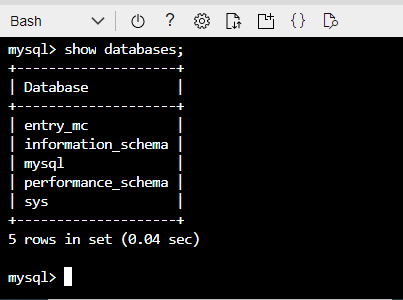 Bash
mysql> show databases;
+--------------------+
| Database           |
+--------------------+
| entry_mc           |
| information_schema |
| mysql              |
| performance_schema |
| sys                |
+--------------------+
5 rows in set (0.04 sec)
mysql>